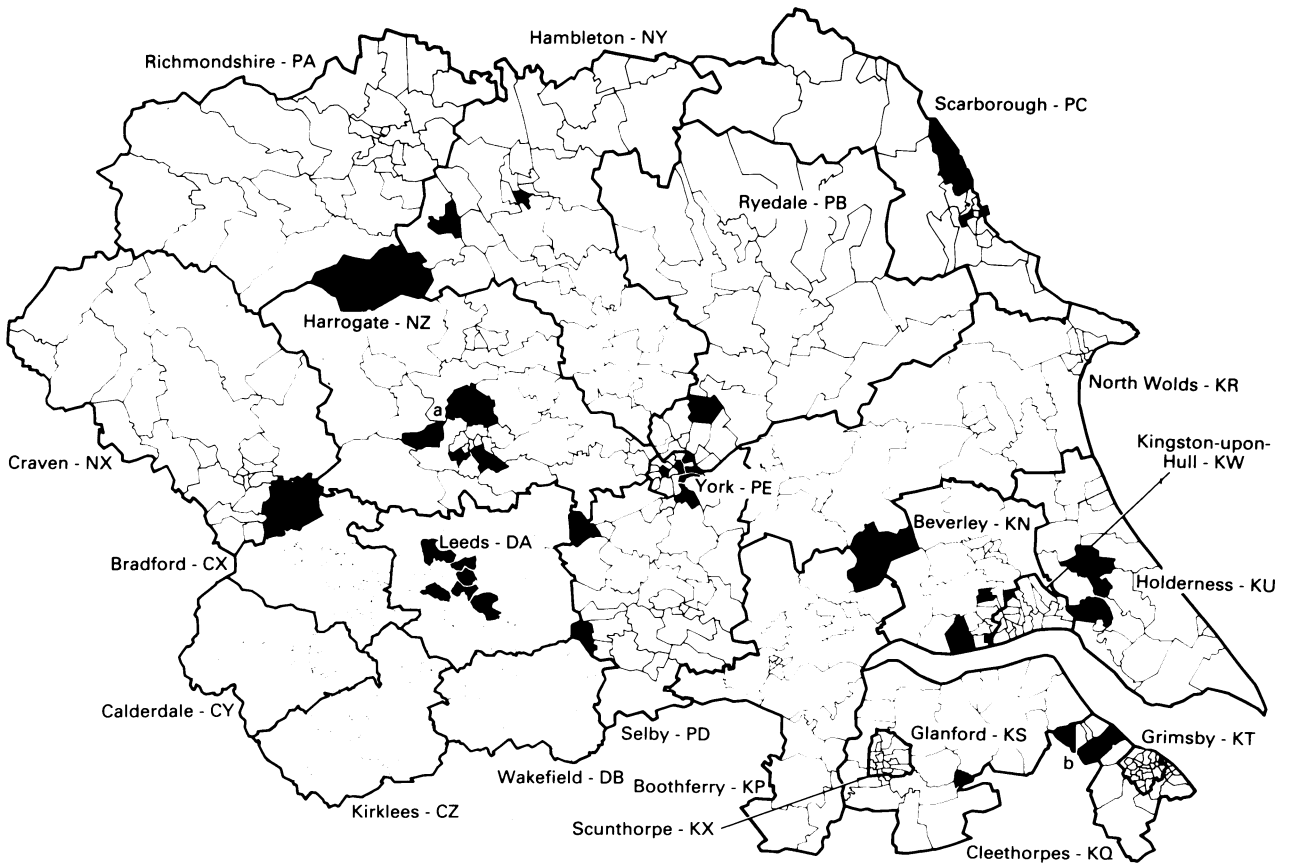 Hambleton - NY
Richmondshire - PA
Scarborough - PC
Ryedale - PB
Harrogate - NZ
North Wolds - KR
a
Kingston-upon-
Hull - KW
Craven - NX
York - PE
Beverley - KN
Leeds - DA
Bradford - CX
Holderness - KU
Calderdale - CY
Selby - PD
Glanford - KS
Grimsby - KT
b
Wakefield - DB
Boothferry - KP
Kirklees - CZ
Scunthorpe - KX
Cleethorpes - KQ